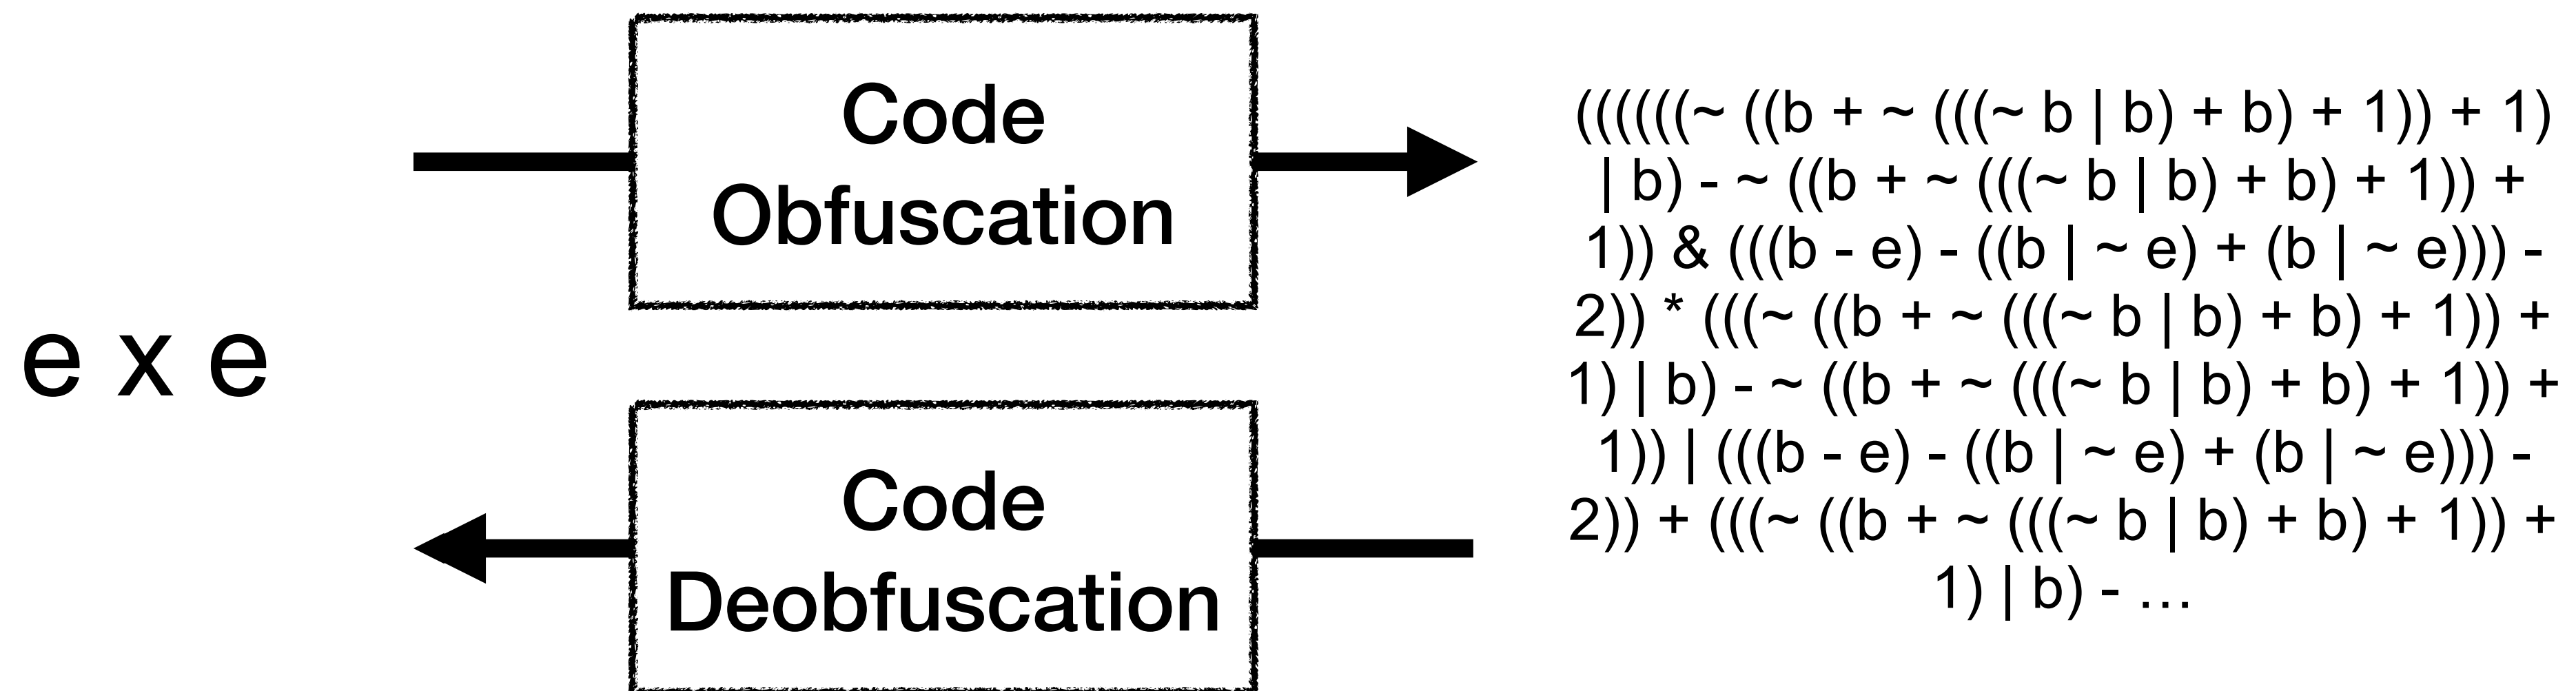 e x e
Code
Obfuscation
Code
Deobfuscation
((((((~ ((b + ~ (((~ b | b) + b) + 1)) + 1)
| b) - ~ ((b + ~ (((~ b | b) + b) + 1)) +
1)) & (((b - e) - ((b | ~ e) + (b | ~ e))) -
2)) * (((~ ((b + ~ (((~ b | b) + b) + 1)) +
1) | b) - ~ ((b + ~ (((~ b | b) + b) + 1)) +
1)) | (((b - e) - ((b | ~ e) + (b | ~ e))) -
2)) + (((~ ((b + ~ (((~ b | b) + b) + 1)) +
1) | b) - …